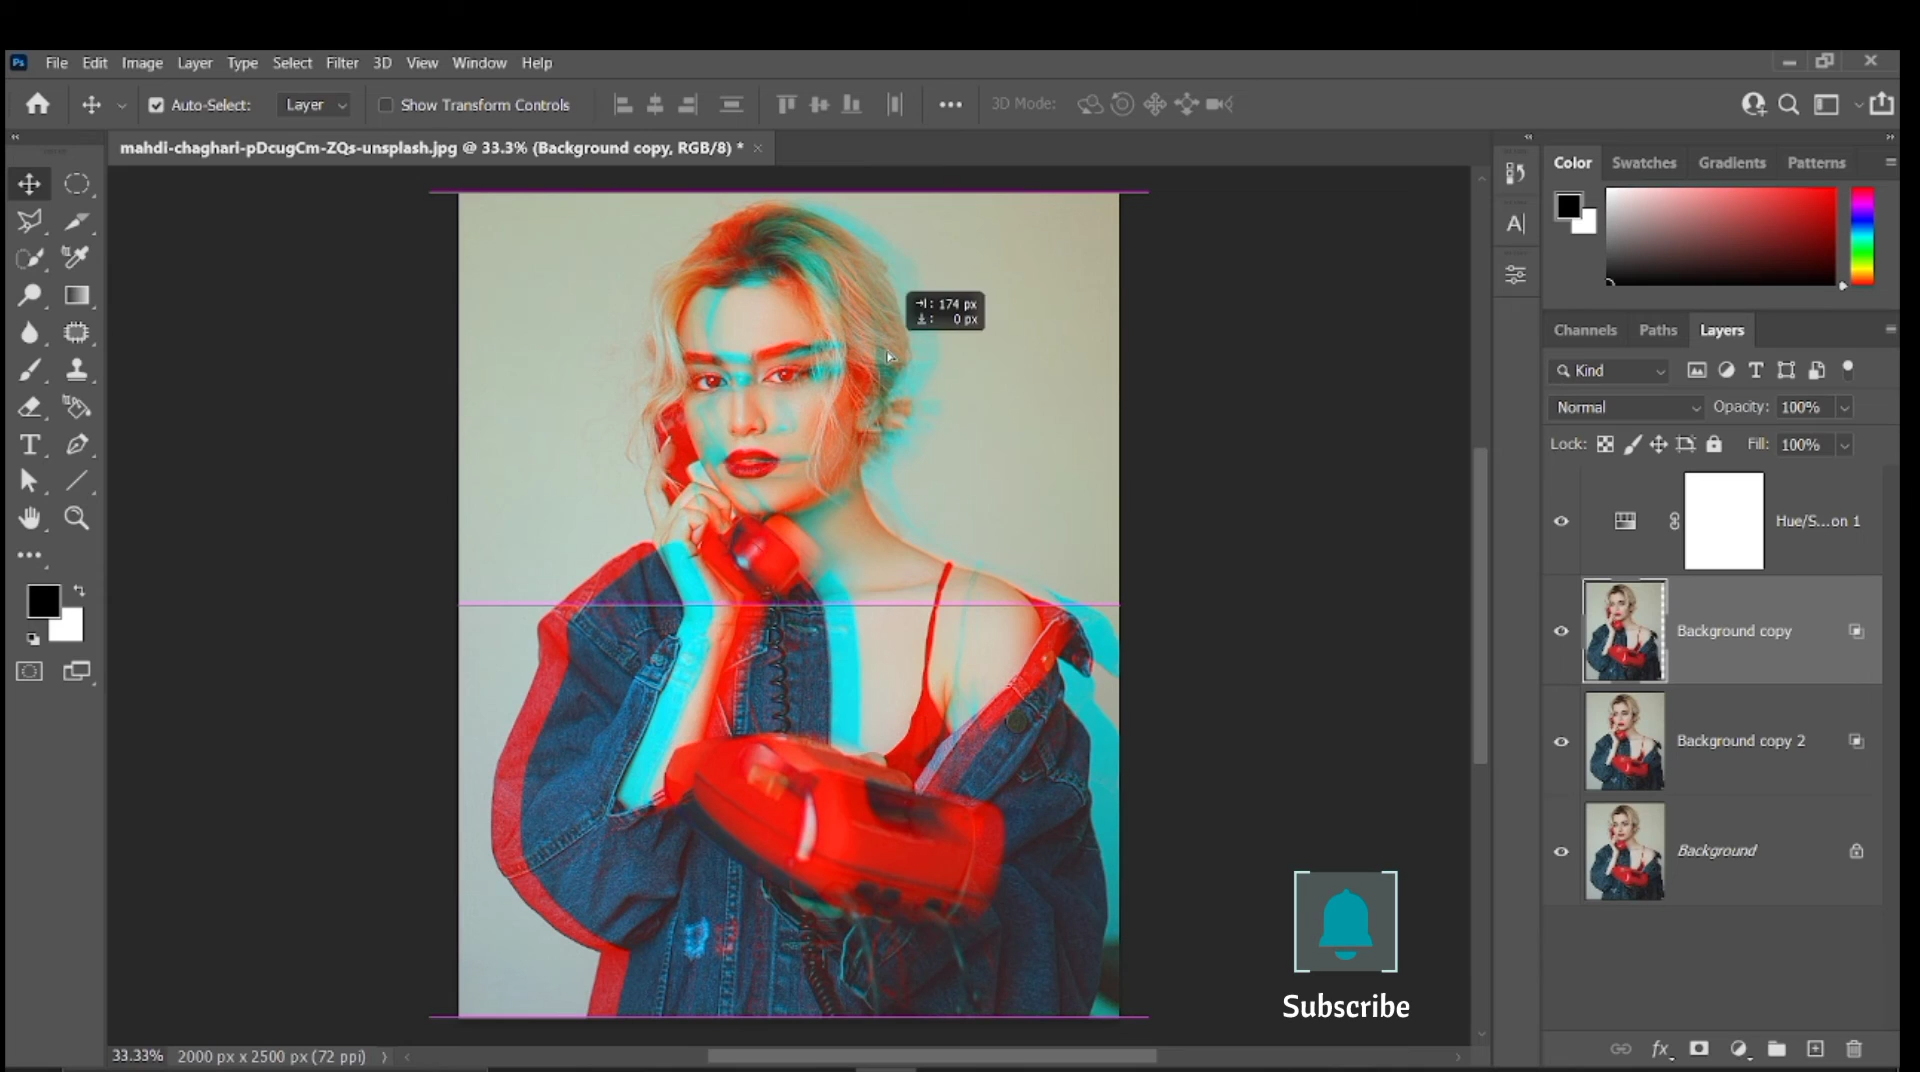 Ps File Edit Image Layer Type Select Filter 3D View Window Help
Auto-Select: Layer Show Transform Controls 3D Mode:
mahdi-chaghari-pDcugCm-ZQs-unsplash.jpg @ 33.3% (Background copy, RGB/8) *
Color Swatches Gradients Patterns
174 px
0 px
Channels Paths Layers
Kind
Normal Opacity: 100%
Lock: Fill: 100%
Hue/S...on 1
Background copy
Background copy 2
Background
Subscribe
33.33% 2000 px x 2500 px (72 ppi)
fx